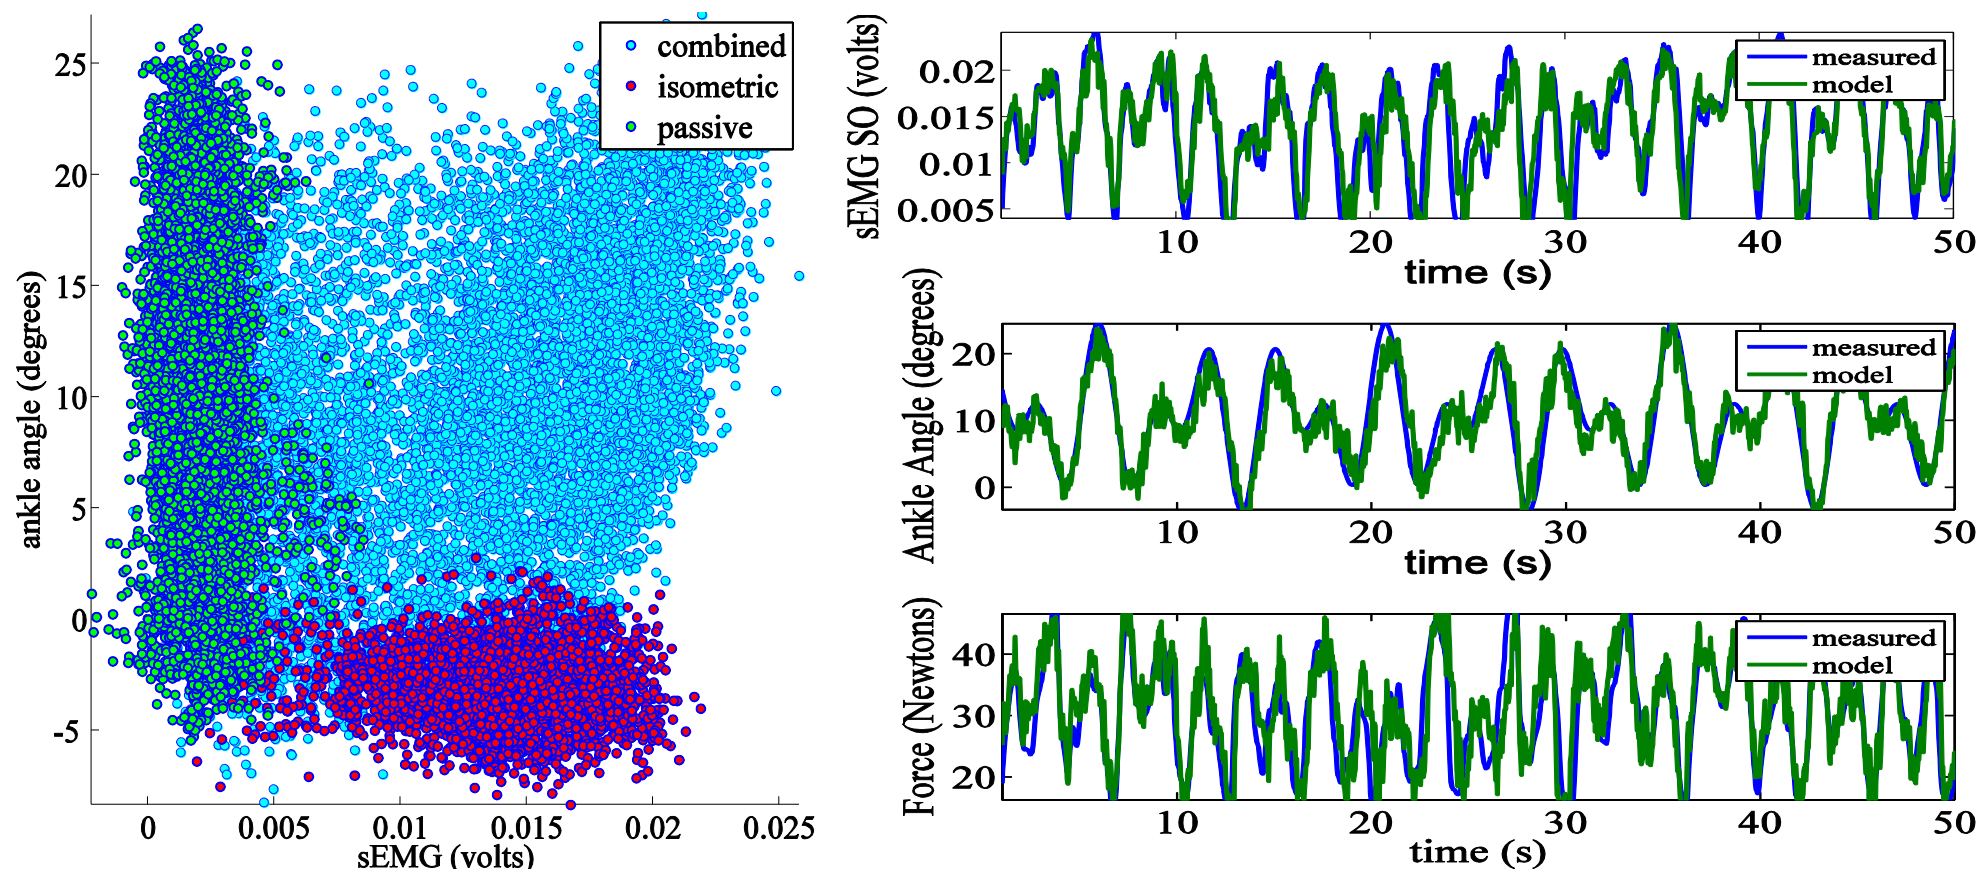 combined
isometric
passive
25
20
15
10
5
0
-5
ankle angle (degrees)
0
0.005
0.01
0.015
0.02
0.025
sEMG (volts)
sEMG SO (volts)
0.02
0.015
0.01
0.005
measured
model
10
20
30
40
50
time (s)
Ankle Angle (degrees)
20
10
0
measured
model
10
20
30
40
50
time (s)
Force (Newtons)
40
30
20
measured
model
10
20
30
40
50
time (s)